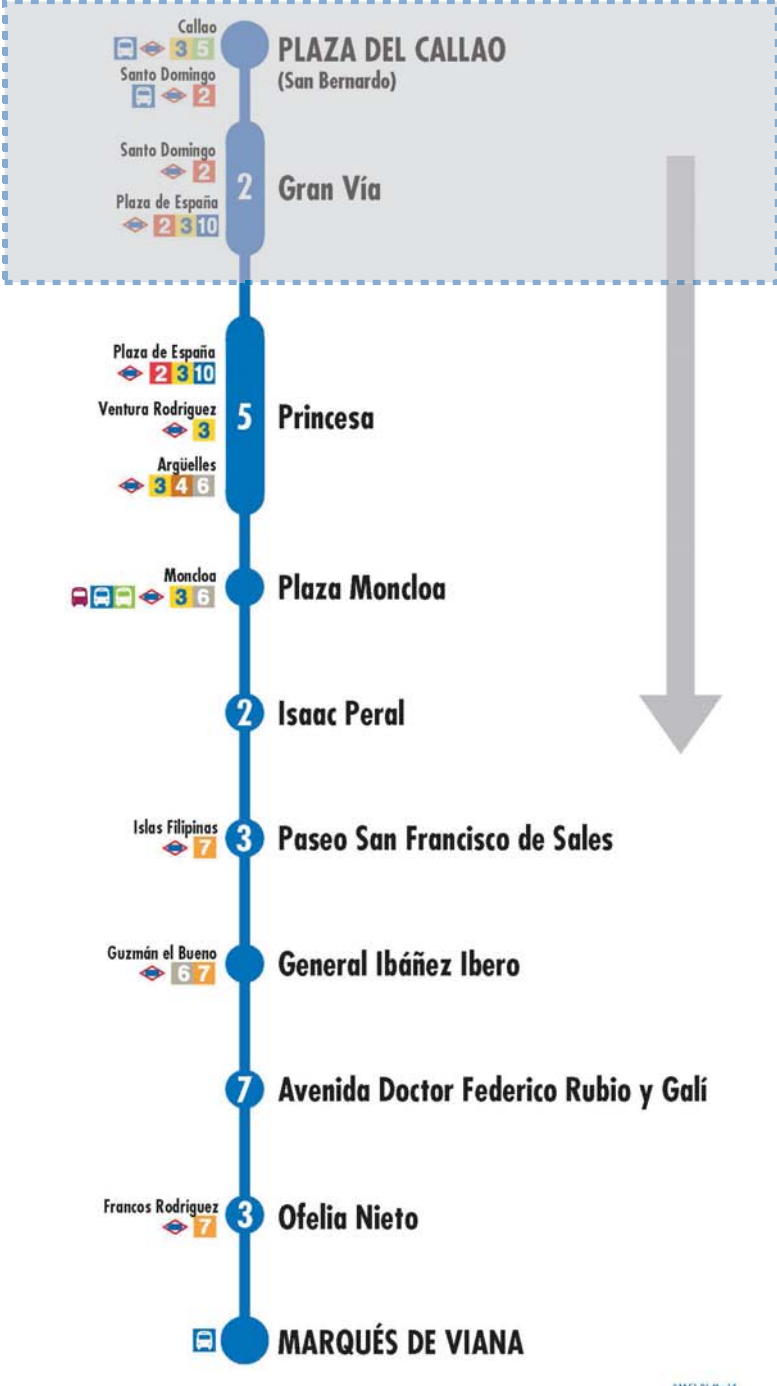 Callao
3 5
PLAZA DEL CALLAO
Santo Domingo
2
(San Bernardo)
Santo Domingo
2
2
Gran Vía
Plaza de España
2 3 10
Plaza de España
2 3 10
Ventura Rodriguez
3
5
Princesa
Argüelles
3 4 6
Moncloa
3 6
Plaza Moncloa
2
Isaac Peral
Islas Filipinas
7
3
Paseo San Francisco de Sales
Guzmán el Bueno
6 7
General Ibáñez Ibero
7
Avenida Doctor Federico Rubio y Galí
Francos Rodriguez
7
3
Ofelia Nieto
MARQUÉS DE VIANA